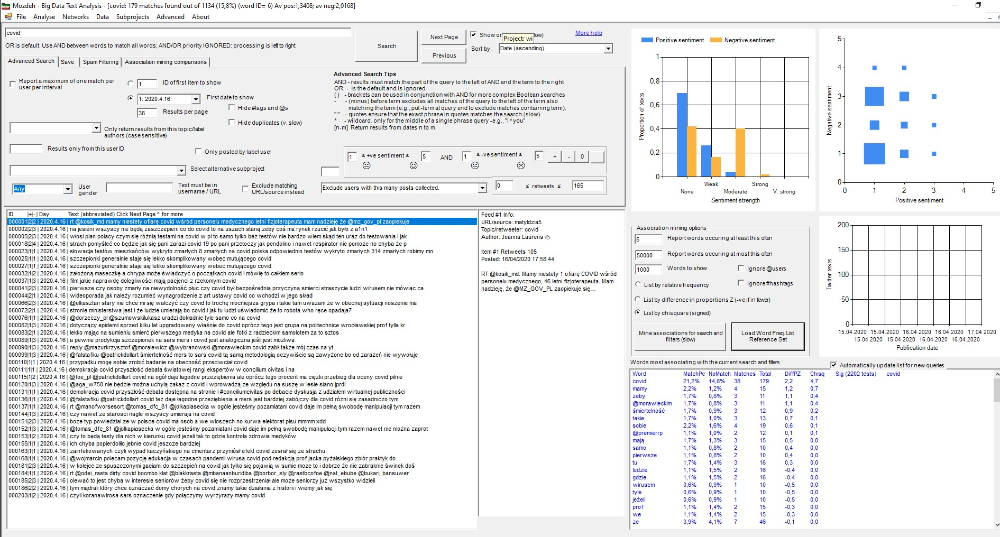 Mozdeh - Big Data Text Analysis - [covid: 179 matches found out of 1134 (15,8%) (word ID= 6) Av pos:1,3408; av neg:2,0168]
File Analyse Networks Data Subprojects Advanced About
covid
OR is default: Use AND between words to match all words; AND/OR priority IGNORED: processing is left to right
Search
Next Page
Previous
Show on
low)
Project: wi
More help
Sort by: Date (ascending)
Advanced Search Save Spam Filtering Association mining comparisons
Report a maximum of one match per
user per interval
1 ID of first item to show
1: 2020.4.16 First date to show
38 Results per page
Hide #tags and @s
Hide duplicates (v. slow)
Only return results from this topic/label
authors (case sensitive)
Results only from this user ID
Only posted by label user
Select alternative subproject
Any User
gender
Text must be in
username / URL
Exclude matching
URL/source instead
Advanced Search Tips
AND - results must match the part of the query to the left of AND and the term to the right
OR - is the default and is ignored
( ) - brackets can be used in conjunction with AND for more complex Boolean searches
- - (minus) before term excludes all matches of the query to the left of the term also
matching the term (e.g., put -term at query end to exclude matches containing term).
" " - quotes ensure that the exact phrase in quotes matches the search (slow)
* - wildcard. only for the middle of a single phrase query -e.g., "I * you"
[n-m] Return results from dates n to m
1 ≤ +ve sentiment ≤ 5 AND 1 ≤ -ve sentiment ≤ 5 + - 0
Exclude users with this many posts collected.
0 ≤ retweets ≤ 165
ID |+|- | Day Text (abbreviated) Click Next Page ^ for more
000001|2|2 | 2020.4.16 | rt @kosik_md mamy niestety ofiarę covid wśród personelu medycznego letni fizjoterapeuta mam nadzieję że @mz_gov_pl zaopiekuje
000002|2|3 | 2020.4.16 | na jesieni wszyscy nie będą zaszczepieni co do covid to na uszach staną żeby coś ma rynek rzucić jak było z a1n1
000005|2|3 | 2020.4.16 | włosi plan polacy czym się różnią testami na covid w pl to samo tylko bez testów nie bardzo wiem skąd ten uraz do testowania i jak
000018|2|4 | 2020.4.16 | strach pomyśleć co będzie jak się pani zarazi covid 19 po pani przetoczy jak pendolino i nawet respirator nie pomoże no chyba że p
000023|1|1 | 2020.4.16 | słowacja testów mieszkańców wykryto zmarłych 8 zmarłych na covid polska odpowiednio testów wykryto zmarłych 314 zmarłych robimy mn
000025|1|1 | 2020.4.16 | szczepionki generalnie staje się lekko skomplikowany wobec mutującego covid
000027|1|1 | 2020.4.16 | szczepionki generalnie staje się lekko skomplikowany wobec mutującego covid
000032|1|2 | 2020.4.16 | założoną maseczkę a chrypa może świadczyć o początkach covid i mówię to całkiem serio
000037|1|3 | 2020.4.16 | film jakie naprawdę dolegliwości mają pacjenci z rzekomym covid
000041|2|3 | 2020.4.16 | pierwsze czy osoby zmarły na niewydolność płuc czy covid był bezpośrednią przyczyną smierci straszycie ludzi wirusem nie mówiąc ca
000044|2|1 | 2020.4.16 | wideoporada jak należy rozumieć wynagrodzenie z art ustawy covid co wchodzi w jego skład
000066|2|3 | 2020.4.16 | @elkasztan stary nie chce mi się walczyć czy covid to trochę mocniejsza grypa i takie tam uważam że w obecnej sytuacji noszenie ma
000072|2|1 | 2020.4.16 | stronie ministerstwa jest i że ludzie umierają bo covid i jak tu ludzi uświadomić że to robota who ręce opadaja7
000076|1|1 | 2020.4.16 | @dorzeczy_pl @szumowskilukasz uradzi dokładnie tyle samo co na covid
000082|1|3 | 2020.4.16 | dotyczący epidemii sprzed kilku lat upgradowany właśnie do covid oprócz tego jest grupa na politechnice wrocławskiej prof tylla kr
000083|2|1 | 2020.4.16 | lekko mając na sumieniu smierć pierwszego medyka na covid ale fotki z radzieckim samolotem za to sztos
000089|1|3 | 2020.4.16 | a pewnie produkcja szczepionek na sars mers i covid jest analogiczna jeśli jest możliwa
000090|1|3 | 2020.4.16 | reply @mazurkrzysztof @moralewicz @wybranowski @morawieckim covid zabił także mój czas na yt
000099|1|3 | 2020.4.16 | @falstafiku @patrickdollart śmiertelność mers to sars covid tą samą metodologią oczywiście są zawyżone bo od zarażeń nie wywołuje
000110|1|1 | 2020.4.16 | przypadku mogę sobie zrobić badanie na obecność przeciwciał covid
000111|1|1 | 2020.4.16 | demokracja covid przyszłość debata światowej rangi ekspertów w concilium civitas i na
000115|1|2 | 2020.4.16 | @foe_pl @patrickdollart covid na ogół daje łagodne przeziębienia ale oprócz tego procent ma ciężki przebieg dla oceny covid pilnie
000120|1|3 | 2020.4.16 | @aga_w750 nie będzie można uchylą zakaz z covid i wprowadzą ze względu na suszę w lesie siano jprdl
000131|1|1 | 2020.4.16 | demokracja covid przyszłość debata dostępna na stronie i #conciliumcivitas po debacie dyskusja z udziałem wirtualnej publiczności
000136|1|1 | 2020.4.16 | @falstafiku @patrickdollart covid też daje łagodne przeziębienia a mers jest bardziej zabójczy dla covid różni się zasadniczo tym
000137|1|1 | 2020.4.16 | rt @manofworsesort @tomas_dfc_81 @jolkapiasecka w ogóle jesteśmy pozamiatani covid daje im pełną swobodę manipulacji tym razem
000144|1|3 | 2020.4.16 | czy nawet ze starosci nagle wszyscy umieraja na covid
000151|2|3 | 2020.4.16 | boze typ powiedzial ze w polsce covid ma osob a we wloszech no kurwa elektorat pisu mmmm xdd
000153|1|3 | 2020.4.16 | @tomas_dfc_81 @jolkapiasecka w ogóle jesteśmy pozamiatani covid daje im pełną swobodę manipulacji tym razem nawet nie można zaprot
000152|1|2 | 2020.4.16 | czy to będą testy dla nich w kierunku covid jeżeli tak to gdzie kontrola zdrowia medyków
000155|1|1 | 2020.4.16 | ich chyba popierdoliło jebnie covid jeszcze bardziej
000163|1|1 | 2020.4.16 | zainfekowanych czyli wypad kaczyńskiego na cmentarz przyniósł efekt covid zesrał się ze strachu
000168|1|1 | 2020.4.16 | @wojmarcin polecam pozycję edukacja w czasach pandemii wirusa covid pod redakcją prof jacka pyżalskiego zbiór praktyk do
000181|2|3 | 2020.4.16 | w kolejce ze spuszczonymi gaciami do szczepień na covid jak tylko się pojawią w sumie może to i dobrze że nie zabraknie świnek doś
000184|1|1 | 2020.4.16 | rt @odei_rasta dirty covid boombo klat @blakkrasta @mbanaanburidiba @borbor_sly @rastbcofoe @nat_ebube @bukari_bansuwer
000185|2|3 | 2020.4.16 | olewać to jest chyba w interesie seniorów żeby covid się nie rozprzestrzeniał ale może seniorzy już wszystko widzieli
000186|2|2 | 2020.4.16 | tym mądrali który chce oznaczać domy chorych na covid znamy takie działania z historii i wiemy jak się
000203|1|2 | 2020.4.16 | czyli koranawirosa sars oznaczenie gdy połączymy wyrzyrazy mamy covid
Feed #1 Info:
URL/source: matyldzia5
Topic/retweeter: covid
Author: Joanna Laurens
Item #1 Retweets 105
Posted: 16/04/2020 17:58:44
RT @kosik_md: Mamy niestety 1 ofiarę COVID wśród
personelu medycznego, 46 letni fizjoterapeuta. Mam
nadzieję, że @MZ_GOV_PL zaopiekuje się...
Positive sentiment Negative sentiment
Proportion of texts
1
0,8
0,6
0,4
0,2
0
None Weak Moderate Strong V. strong
Sentiment strength
Negative sentiment
5
4
3
2
1
0
0 1 2 3 4 5
Positive sentiment
Association mining options
5 Report words occuring at least this often
50000 Report words occuring at most this often
1000 Words to show
Ignore @users
List by relative frequency
Ignore #hashtags
List by difference in proportions Z (-ve if in fewer)
List by chisquare (signed)
Mine associations for search and
filters (slow)
Load Word Freq. List
Reference Set
Twitter texts
200
150
100
50
0
15.04.2020 15.04.2020 16.04.2020 16.04.2020 17.04.2020
15.04.2020 15.04.2020 16.04.2020 16.04.2020
Publication date
Words most associating with the current search and filters
Automatically update list for new queries
Word MatchPc NoMatch Matches Total DiffPZ Chisq Sig (2202 tests) covid
covid 21,2% 14,8% 38 179 2,2 4,7
mamy 2,2% 1,2% 4 15 1,2 0,7
żeby 1,7% 0,8% 3 11 1,1 0,4
@morawieckim 1,7% 0,8% 3 11 1,1 0,4
śmiertelność 1,7% 0,9% 3 12 0,9 0,2
takie 1,7% 1,0% 3 13 0,7 0,1
sobie 2,2% 1,6% 4 19 0,6 0,1
@premierrp 1,1% 1,0% 2 12 0,1 0,1
mają 1,7% 1,3% 3 15 0,5 0,0
samo 1,1% 0,8% 2 10 0,4 0,0
pierwsze 1,1% 0,8% 2 10 0,4 0,0
tu 1,7% 1,4% 3 16 0,3 0,0
ludzie 1,1% 1,5% 2 16 -0,4 0,0
gdzie 1,1% 1,5% 2 16 -0,4 0,0
wirusem 0,6% 0,9% 1 10 -0,5 0,0
tyle 0,6% 0,9% 1 10 -0,5 0,0
jeżeli 0,6% 0,9% 1 10 -0,5 0,0
prof 1,1% 1,4% 2 15 -0,3 0,0
we 1,1% 1,4% 2 15 -0,3 0,0
ze 3,9% 4,1% 7 46 -0,1 0,0